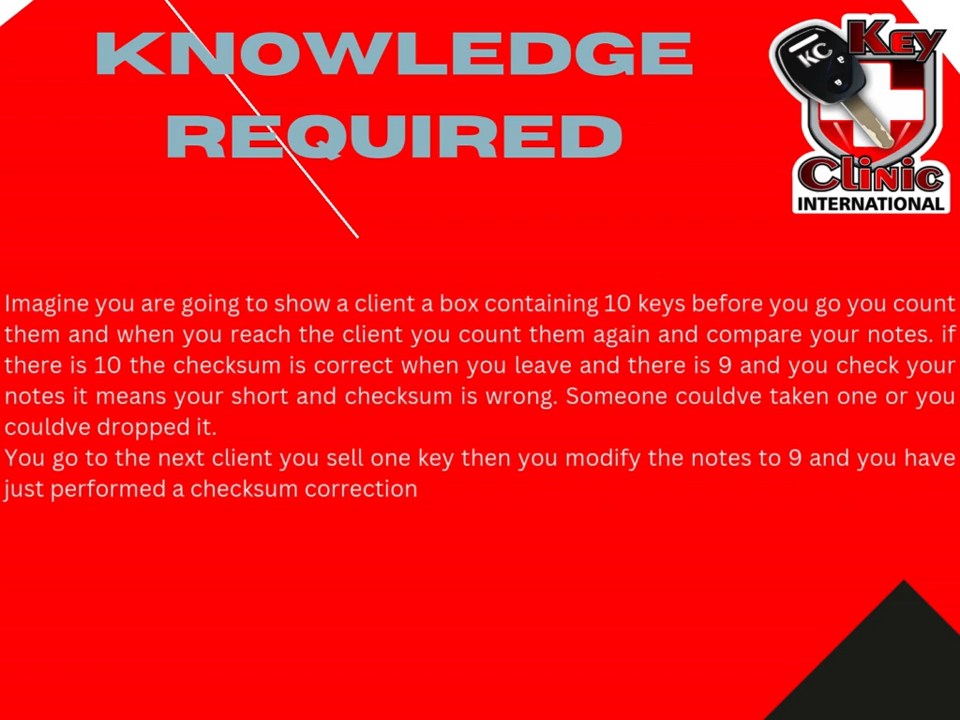 KNOWLEDGE
REQUIRED
KC
Key
Clinic
INTERNATIONAL
Imagine you are going to show a client a box containing 10 keys before you go you count
them and when you reach the client you count them again and compare your notes. if
there is 10 the checksum is correct when you leave and there is 9 and you check your
notes it means your short and checksum is wrong. Someone couldve taken one or you
couldve dropped it.
You go to the next client you sell one key then you modify the notes to 9 and you have
just performed a checksum correction